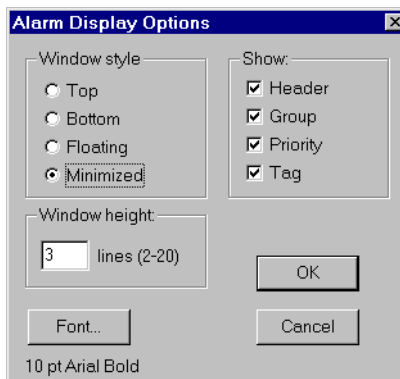 Alarm Display Options
Window style
Top
Bottom
Floating
Minimized
Show:
Header
Group
Priority
Tag
Window height:
3 lines (2-20)
OK
Font...
Cancel
10 pt Arial Bold